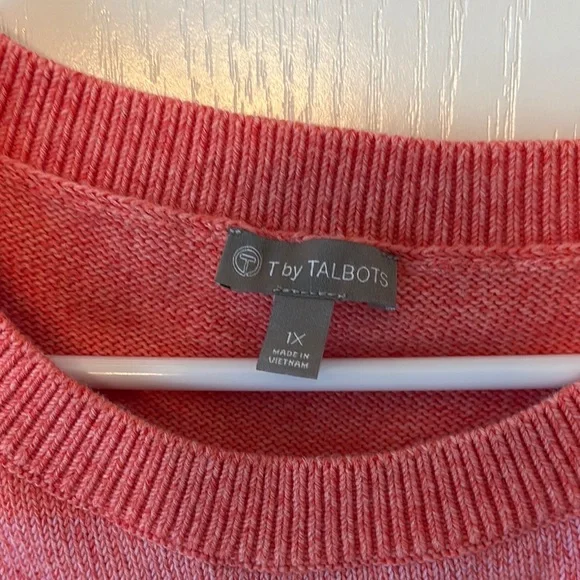 T by TALBOTS
1X
MADE IN
VIETNAM